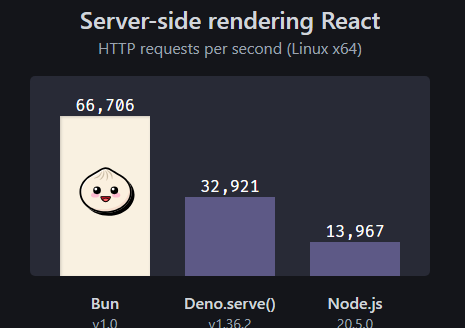 Server-side rendering React
HTTP requests per second (Linux x64)
66,706
32,921
13,967
Bun
Deno.serve()
Node.js
v1.0
v1.36.2
20.5.0